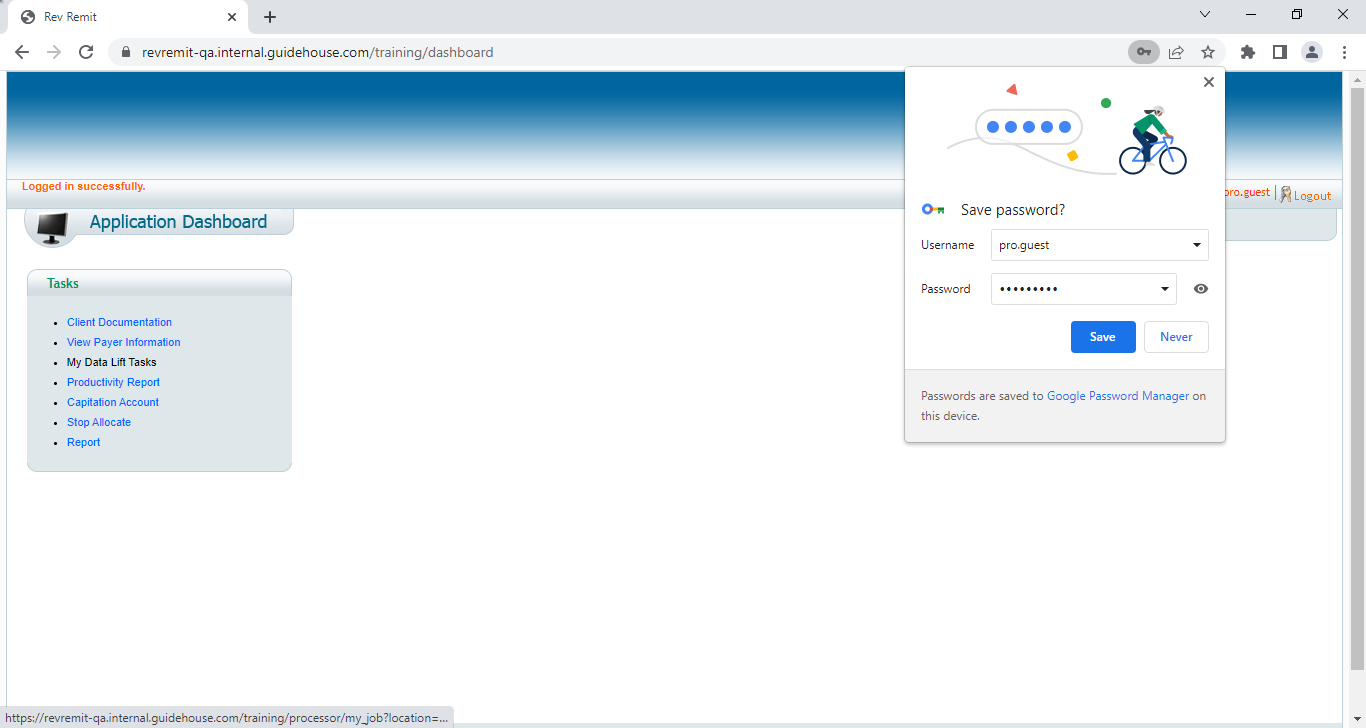 Rev Remit
revremit-qa.internal.guidehouse.com/training/dashboard
Logged in successfully.
pro.guest
Logout
Application Dashboard
Tasks
Client Documentation
View Payer Information
My Data Lift Tasks
Productivity Report
Capitation Account
Stop Allocate
Report
Save password?
Username
pro.guest
Password
•••••••••
Save
Never
Passwords are saved to Google Password Manager on
this device.
https://revremit-qa.internal.guidehouse.com/training/processor/my_job?location=...